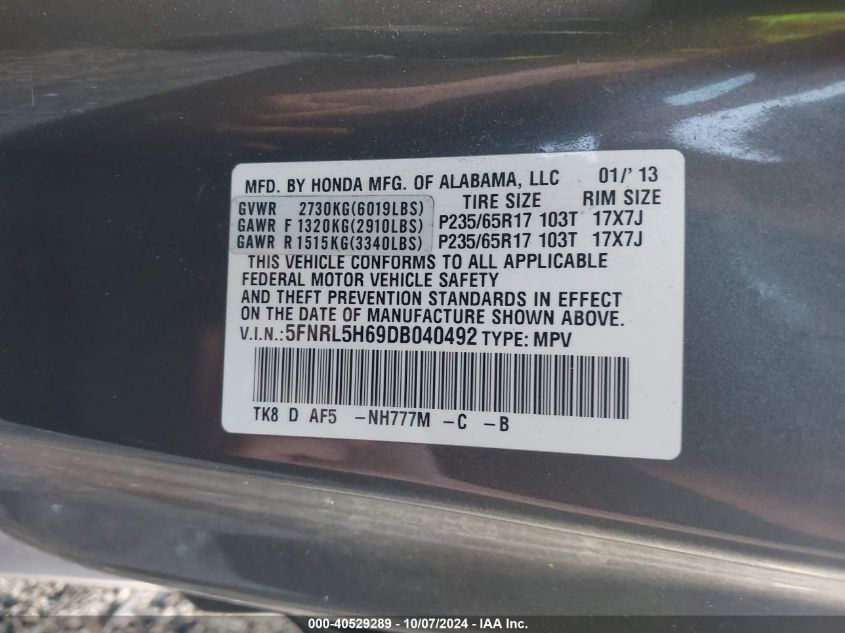 MFD. BY HONDA MFG. OF ALABAMA, LLC 01/'13
TIRE SIZE RIM SIZE
GVWR 2730KG(6019LBS)
GAWR F 1320KG(2910LBS) P235/65R17 103T 17X7J
GAWR R 1515KG(3340LBS) P235/65R17 103T 17X7J
THIS VEHICLE CONFORMS TO ALL APPLICABLE
FEDERAL MOTOR VEHICLE SAFETY
AND THEFT PREVENTION STANDARDS IN EFFECT
ON THE DATE OF MANUFACTURE SHOWN ABOVE.
V.I.N.:5FNRL5H69DB040492 TYPE: MPV
TK8 D AF5 -NH777M -C -B
000-40529289 - 10/07/2024 - IAA Inc.